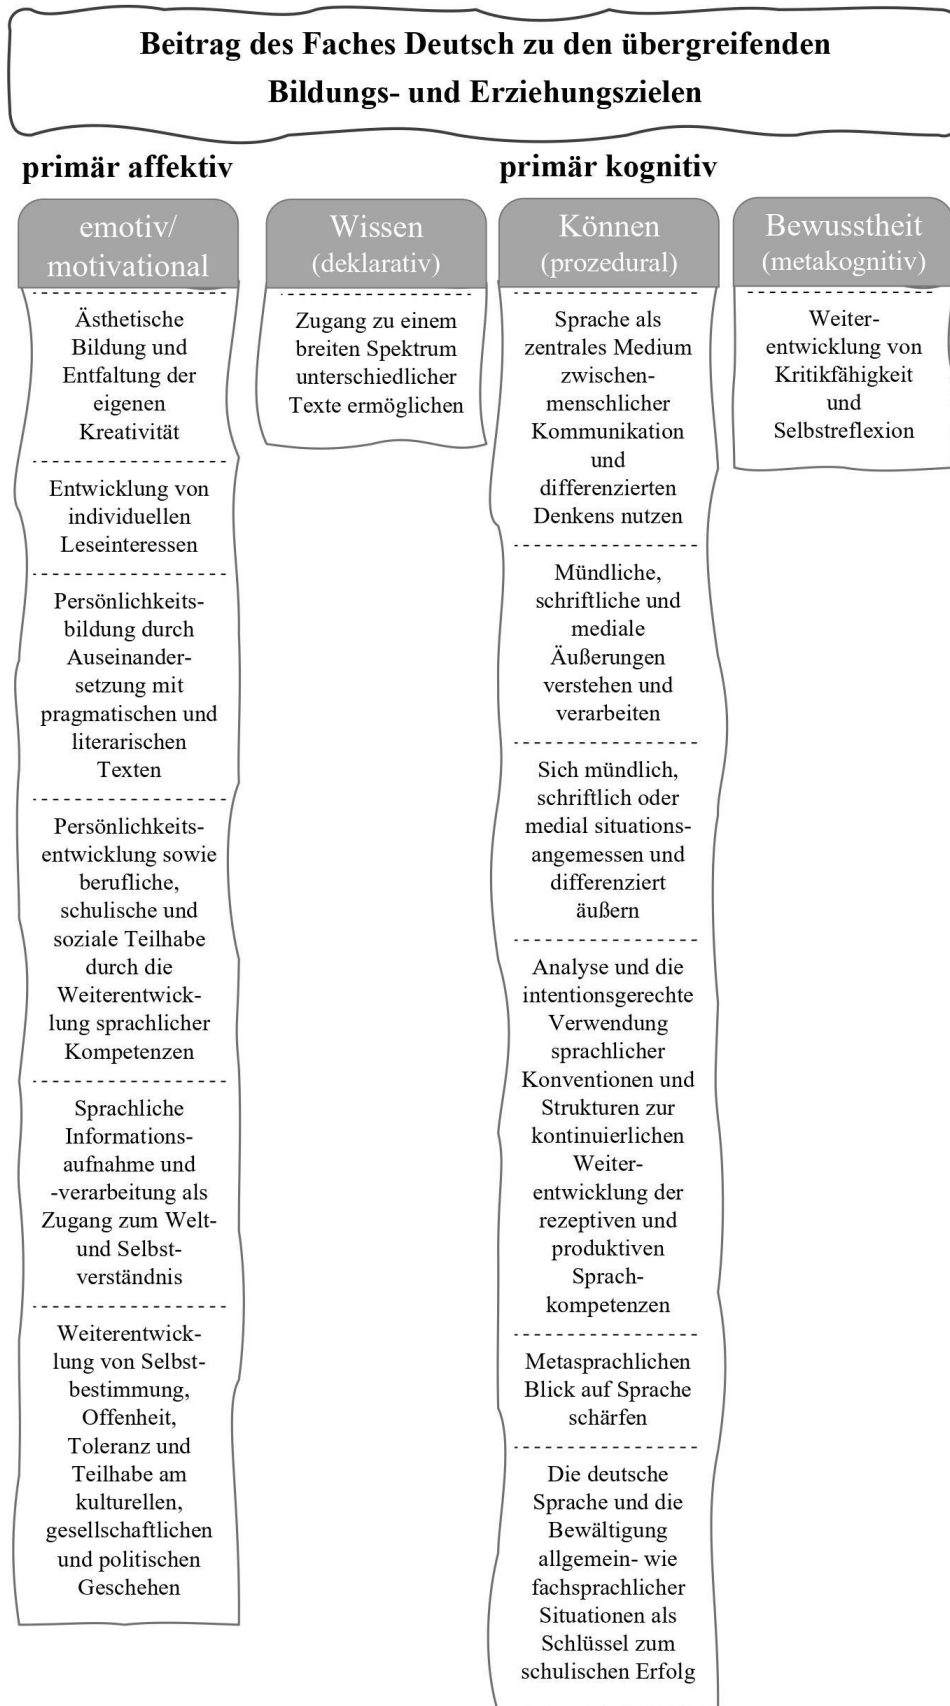 Beitrag des Faches Deutsch zu den übergreifenden
Bildungs- und Erziehungszielen
primär affektiv
primär kognitiv
emotiv/
motivational
Ästhetische
Bildung und
Entfaltung der
eigenen
Kreativität
Entwicklung von
individuellen
Leseinteressen
Persönlichkeits-
bildung durch
Auseinander-
setzung mit
pragmatischen und
literarischen
Texten
Persönlichkeits-
entwicklung sowie
berufliche,
schulische und
soziale Teilhabe
durch die
Weiterentwick-
lung sprachlicher
Kompetenzen
Sprachliche
Informations-
aufnahme und
-verarbeitung als
Zugang zum Welt-
und Selbst-
verständnis
Weiterentwick-
lung von Selbst-
bestimmung,
Offenheit,
Toleranz und
Teilhabe am
kulturellen,
gesellschaftlichen
und politischen
Geschehen
Wissen
(deklarativ)
Zugang zu einem
breiten Spektrum
unterschiedlicher
Texte ermöglichen
Können
(prozedural)
Sprache als
zentrales Medium
zwischen-
menschlicher
Kommunikation
und
differenzierten
Denkens nutzen
Mündliche,
schriftliche und
mediale
Äußerungen
verstehen und
verarbeiten
Sich mündlich,
schriftlich oder
medial situations-
angemessen und
differenziert
äußern
Analyse und die
intentionsgerechte
Verwendung
sprachlicher
Konventionen und
Strukturen zur
kontinuierlichen
Weiter-
entwicklung der
rezeptiven und
produktiven
Sprach-
kompetenzen
Metasprachlichen
Blick auf Sprache
schärfen
Die deutsche
Sprache und die
Bewältigung
allgemein- wie
fachsprachlicher
Situationen als
Schlüssel zum
schulischen Erfolg
Bewusstheit
(metakognitiv)
Weiter-
entwicklung von
Kritikfähigkeit
und
Selbstreflexion